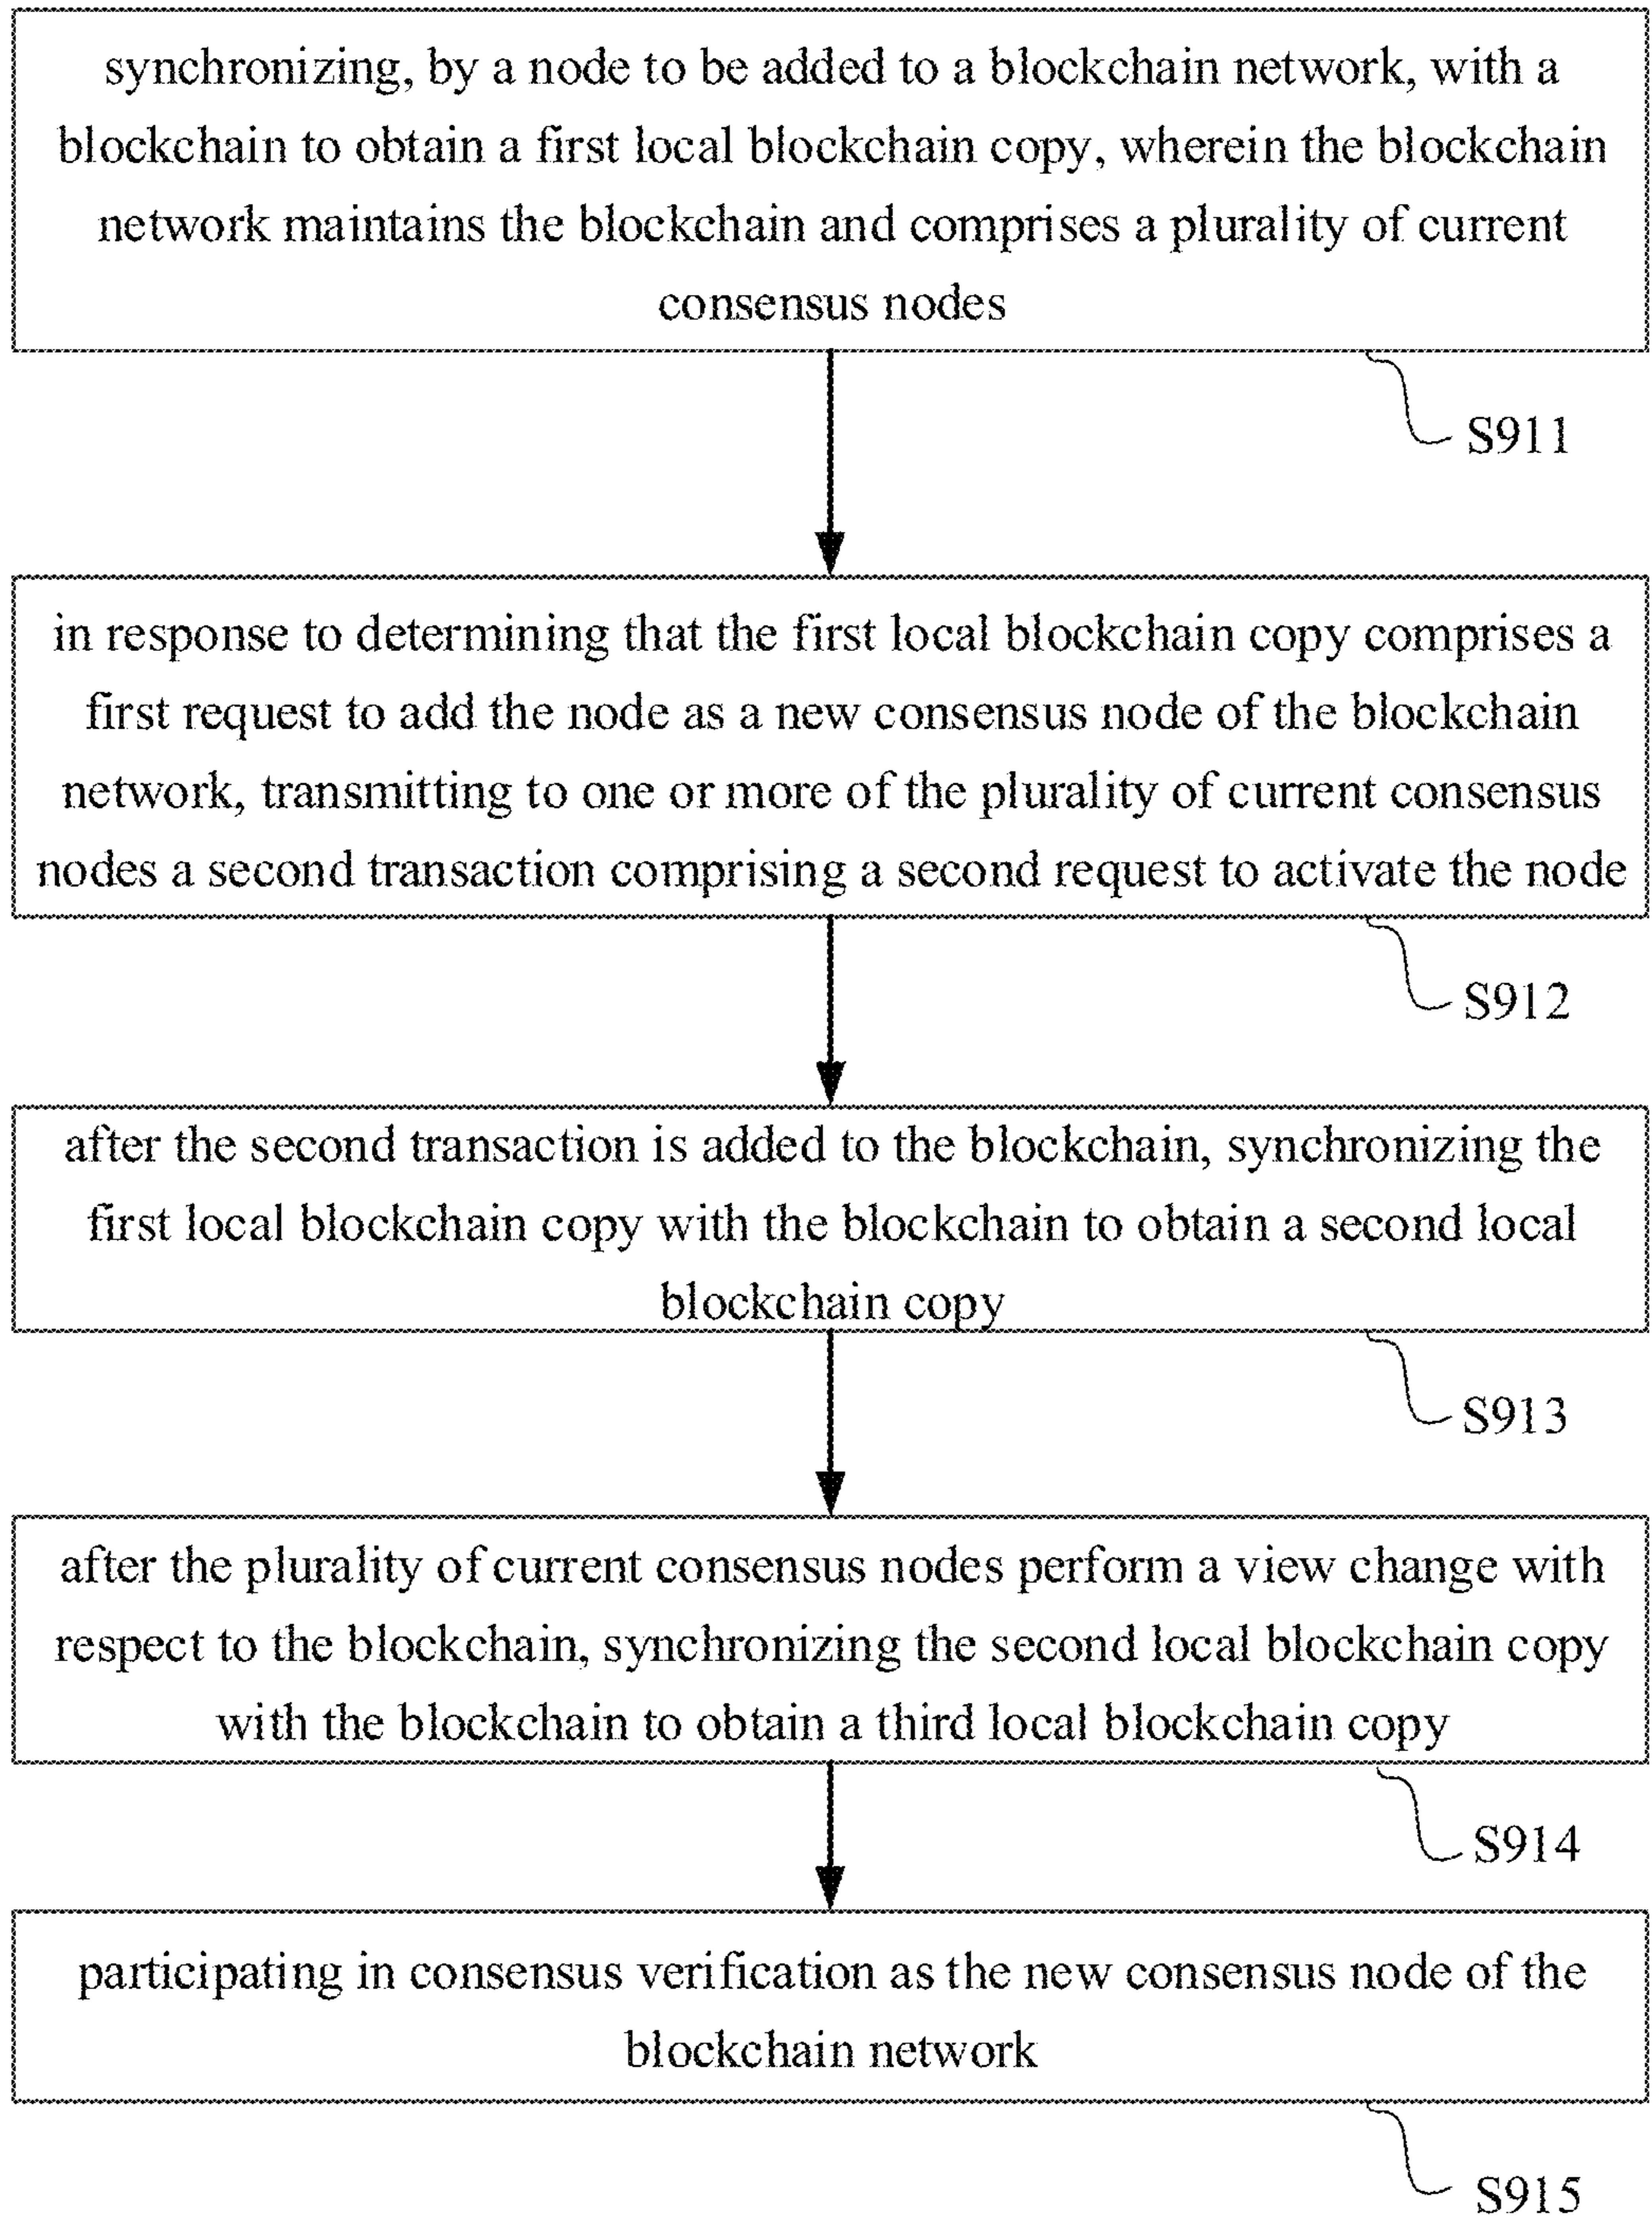 synchronizing, by a node to be added to a blockchain network, with a
blockchain to obtain a first local blockchain copy, wherein the blockchain
network maintains the blockchain and comprises a plurality of current
consensus nodes
S911
in response to determining that the first local blockchain copy comprises a
first request to add the node as a new consensus node of the blockchain
network, transmitting to one or more of the plurality of current consensus
nodes a second transaction comprising a second request to activate the node
S912
after the second transaction is added to the blockchain, synchronizing the
first local blockchain copy with the blockchain to obtain a second local
blockchain copy
S913
after the plurality of current consensus nodes perform a view change with
respect to the blockchain, synchronizing the second local blockchain copy
with the blockchain to obtain a third local blockchain copy
S914
participating in consensus verification as the new consensus node of the
blockchain network
S915